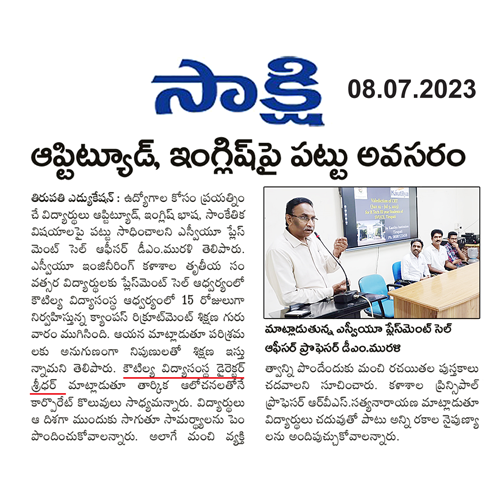 సాక్షి
08.07.2023
ఆప్టిట్యూడ్, ఇంగ్లిష్‌పై పట్టు అవసరం
తిరుపతి ఎడ్యుకేషన్ : ఉద్యోగాల కోసం ప్రయత్నిం
చే విద్యార్థులు ఆప్టిట్యూడ్, ఇంగ్లిష్ భాష, సాంకేతిక
విషయాలపై పట్టు సాధించాలని ఎస్వీయూ ప్లేస్
మెంట్ సెల్ ఆఫీసర్ డీఎం.మురళి తెలిపారు.
ఎస్వీయూ ఇంజినీరింగ్ కళాశాల తృతీయ సం
వత్సర విద్యార్థులకు ప్లేస్‌మెంట్ సెల్ ఆధ్వర్యంలో
కౌటిల్య విద్యాసంస్థ ఆధ్వర్యంలో 15 రోజులుగా
నిర్వహిస్తున్న క్యాంపస్ రిక్రూట్‌మెంట్ శిక్షణ గురు
వారం ముగిసింది. ఆయన మాట్లాడుతూ పరిశ్రమ
లకు అనుగుణంగా నిపుణులతో శిక్షణ ఇస్తు
న్నామని తెలిపారు. కౌటిల్య విద్యాసంస్థ డైరెక్టర్
శ్రీధర్ మాట్లాడుతూ తార్కిక ఆలోచనలతోనే
కార్పొరేట్ కొలువులు సాధ్యమన్నారు. విద్యార్థులు
ఆ దిశగా ముందుకు సాగుతూ సామర్థ్యాలను పెం
పొందించుకోవాలన్నారు. అలాగే మంచి వ్యక్తి
మాట్లాడుతున్న ఎస్వీయూ ప్లేస్‌మెంట్ సెల్
ఆఫీసర్ ప్రొఫెసర్ డీఎం.మురళి
త్వాన్ని పొందేందుకు మంచి రచయితల పుస్తకాలు
చదవాలని సూచించారు. కళాశాల ప్రిన్సిపాల్
ప్రొఫెసర్ ఆర్‌వీఎస్.సత్యనారాయణ మాట్లాడుతూ
విద్యార్థులు చదువుతో పాటు అన్ని రకాల నైపుణ్యా
లను అందిపుచ్చుకోవాలన్నారు.